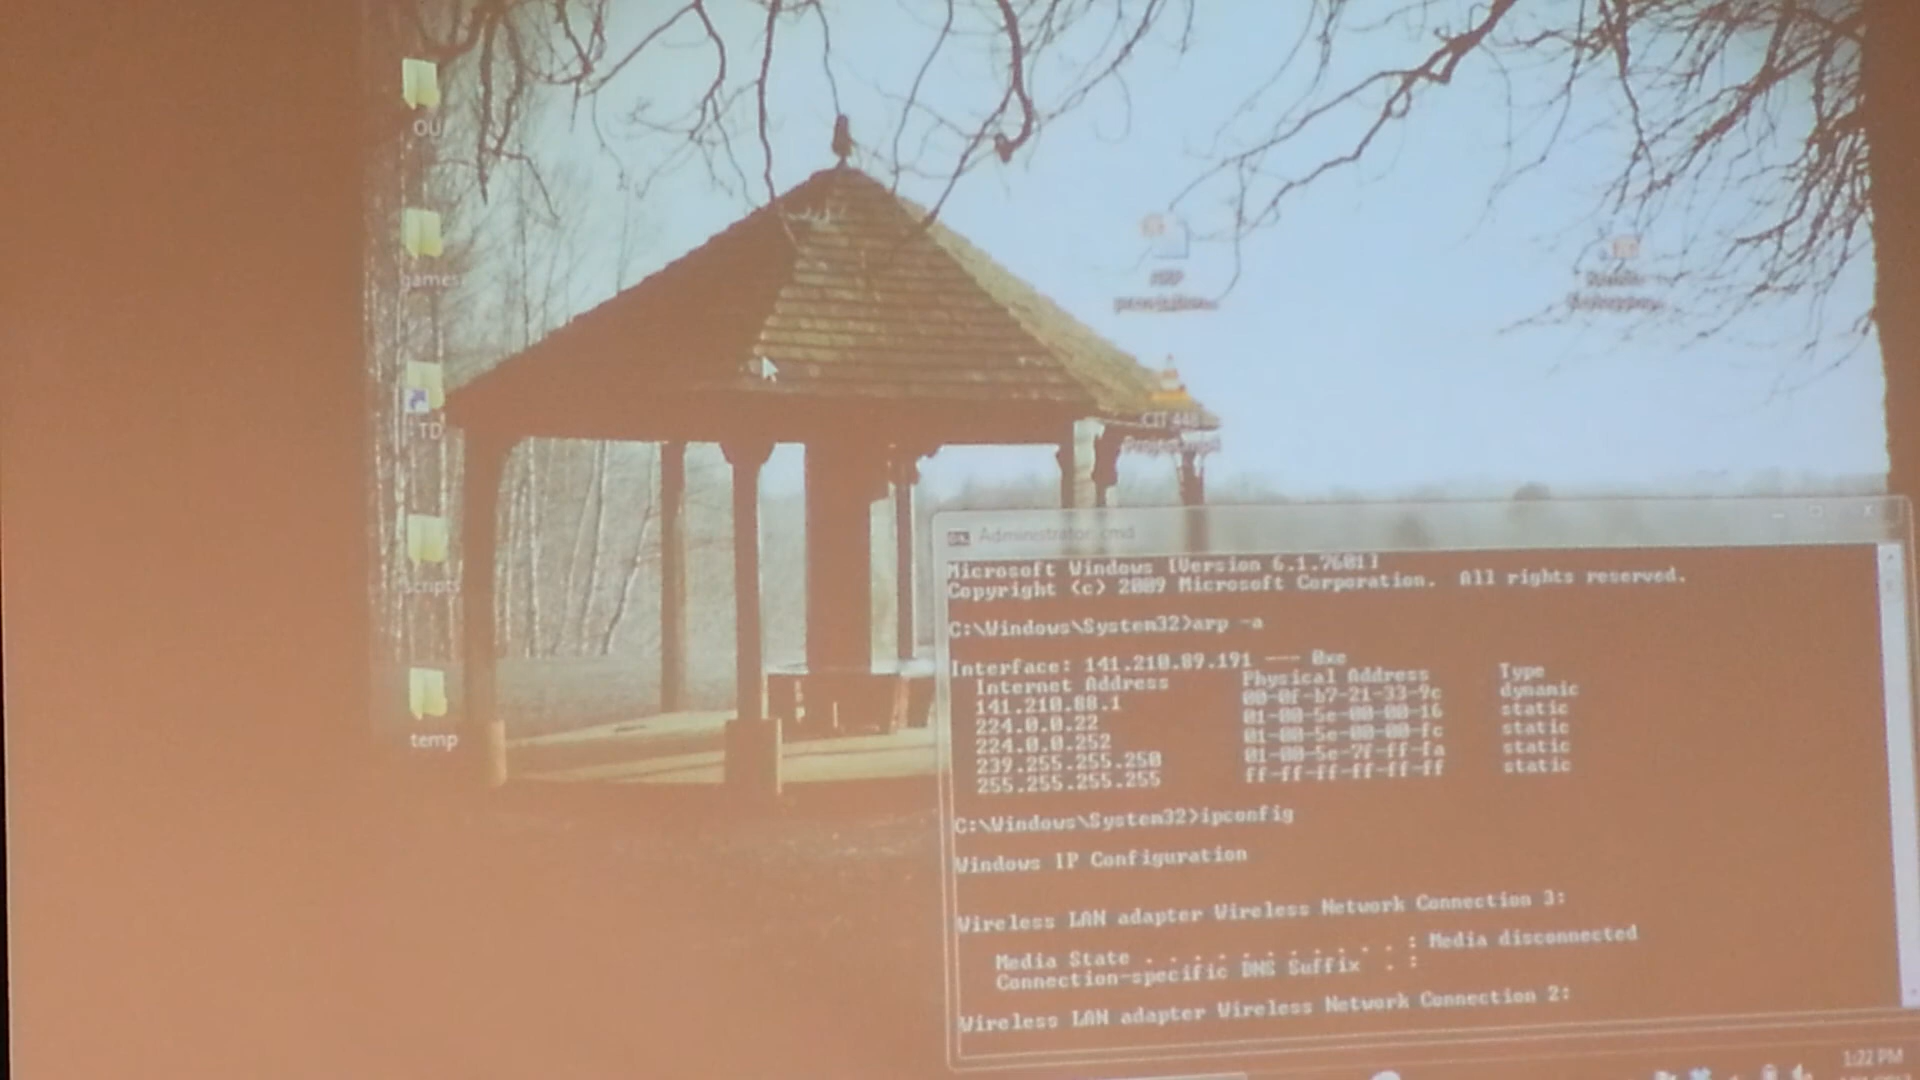 OU
games
TD
scripts
temp
CIT 448
Administrator: cmd
Microsoft Windows [Version 6.1.7601]
Copyright (c) 2009 Microsoft Corporation.  All rights reserved.
C:\Windows\System32>arp -a
Interface: 141.210.89.191 --- 0xe
Internet Address Physical Address Type
141.210.88.1 00-0f-b7-21-33-9c dynamic
224.0.0.22 01-00-5e-00-00-16 static
224.0.0.252 01-00-5e-00-00-fc static
239.255.255.250 01-00-5e-7f-ff-fa static
255.255.255.255 ff-ff-ff-ff-ff-ff static
C:\Windows\System32>ipconfig
Windows IP Configuration
Wireless LAN adapter Wireless Network Connection 3:
Media State . . . . . . . . . . . : Media disconnected
Connection-specific DNS Suffix  . :
Wireless LAN adapter Wireless Network Connection 2:
1:22 PM